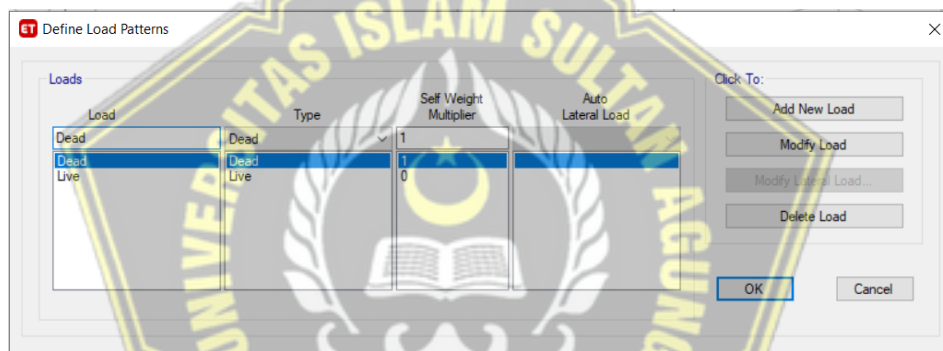 ET Define Load Patterns
Loads
Click To:
Load Type Self Weight Multiplier Auto Lateral Load
Dead Dead 1
Dead Dead 1
Live Live 0
Add New Load
Modify Load
Modify Lateral Load...
Delete Load
OK Cancel
UNIVERSITAS ISLAM SULTAN AGUNG